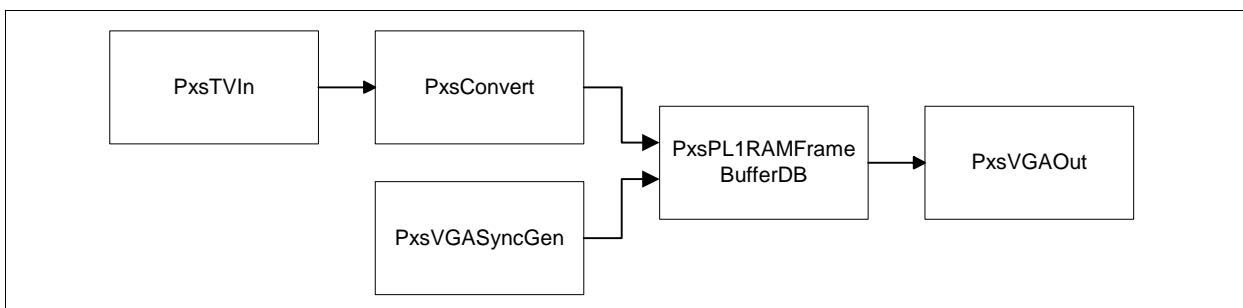 PxsTVIn
PxsConvert
PxsPL1RAMFrame
BufferDB
PxsVGAOut
PxsVGASyncGen